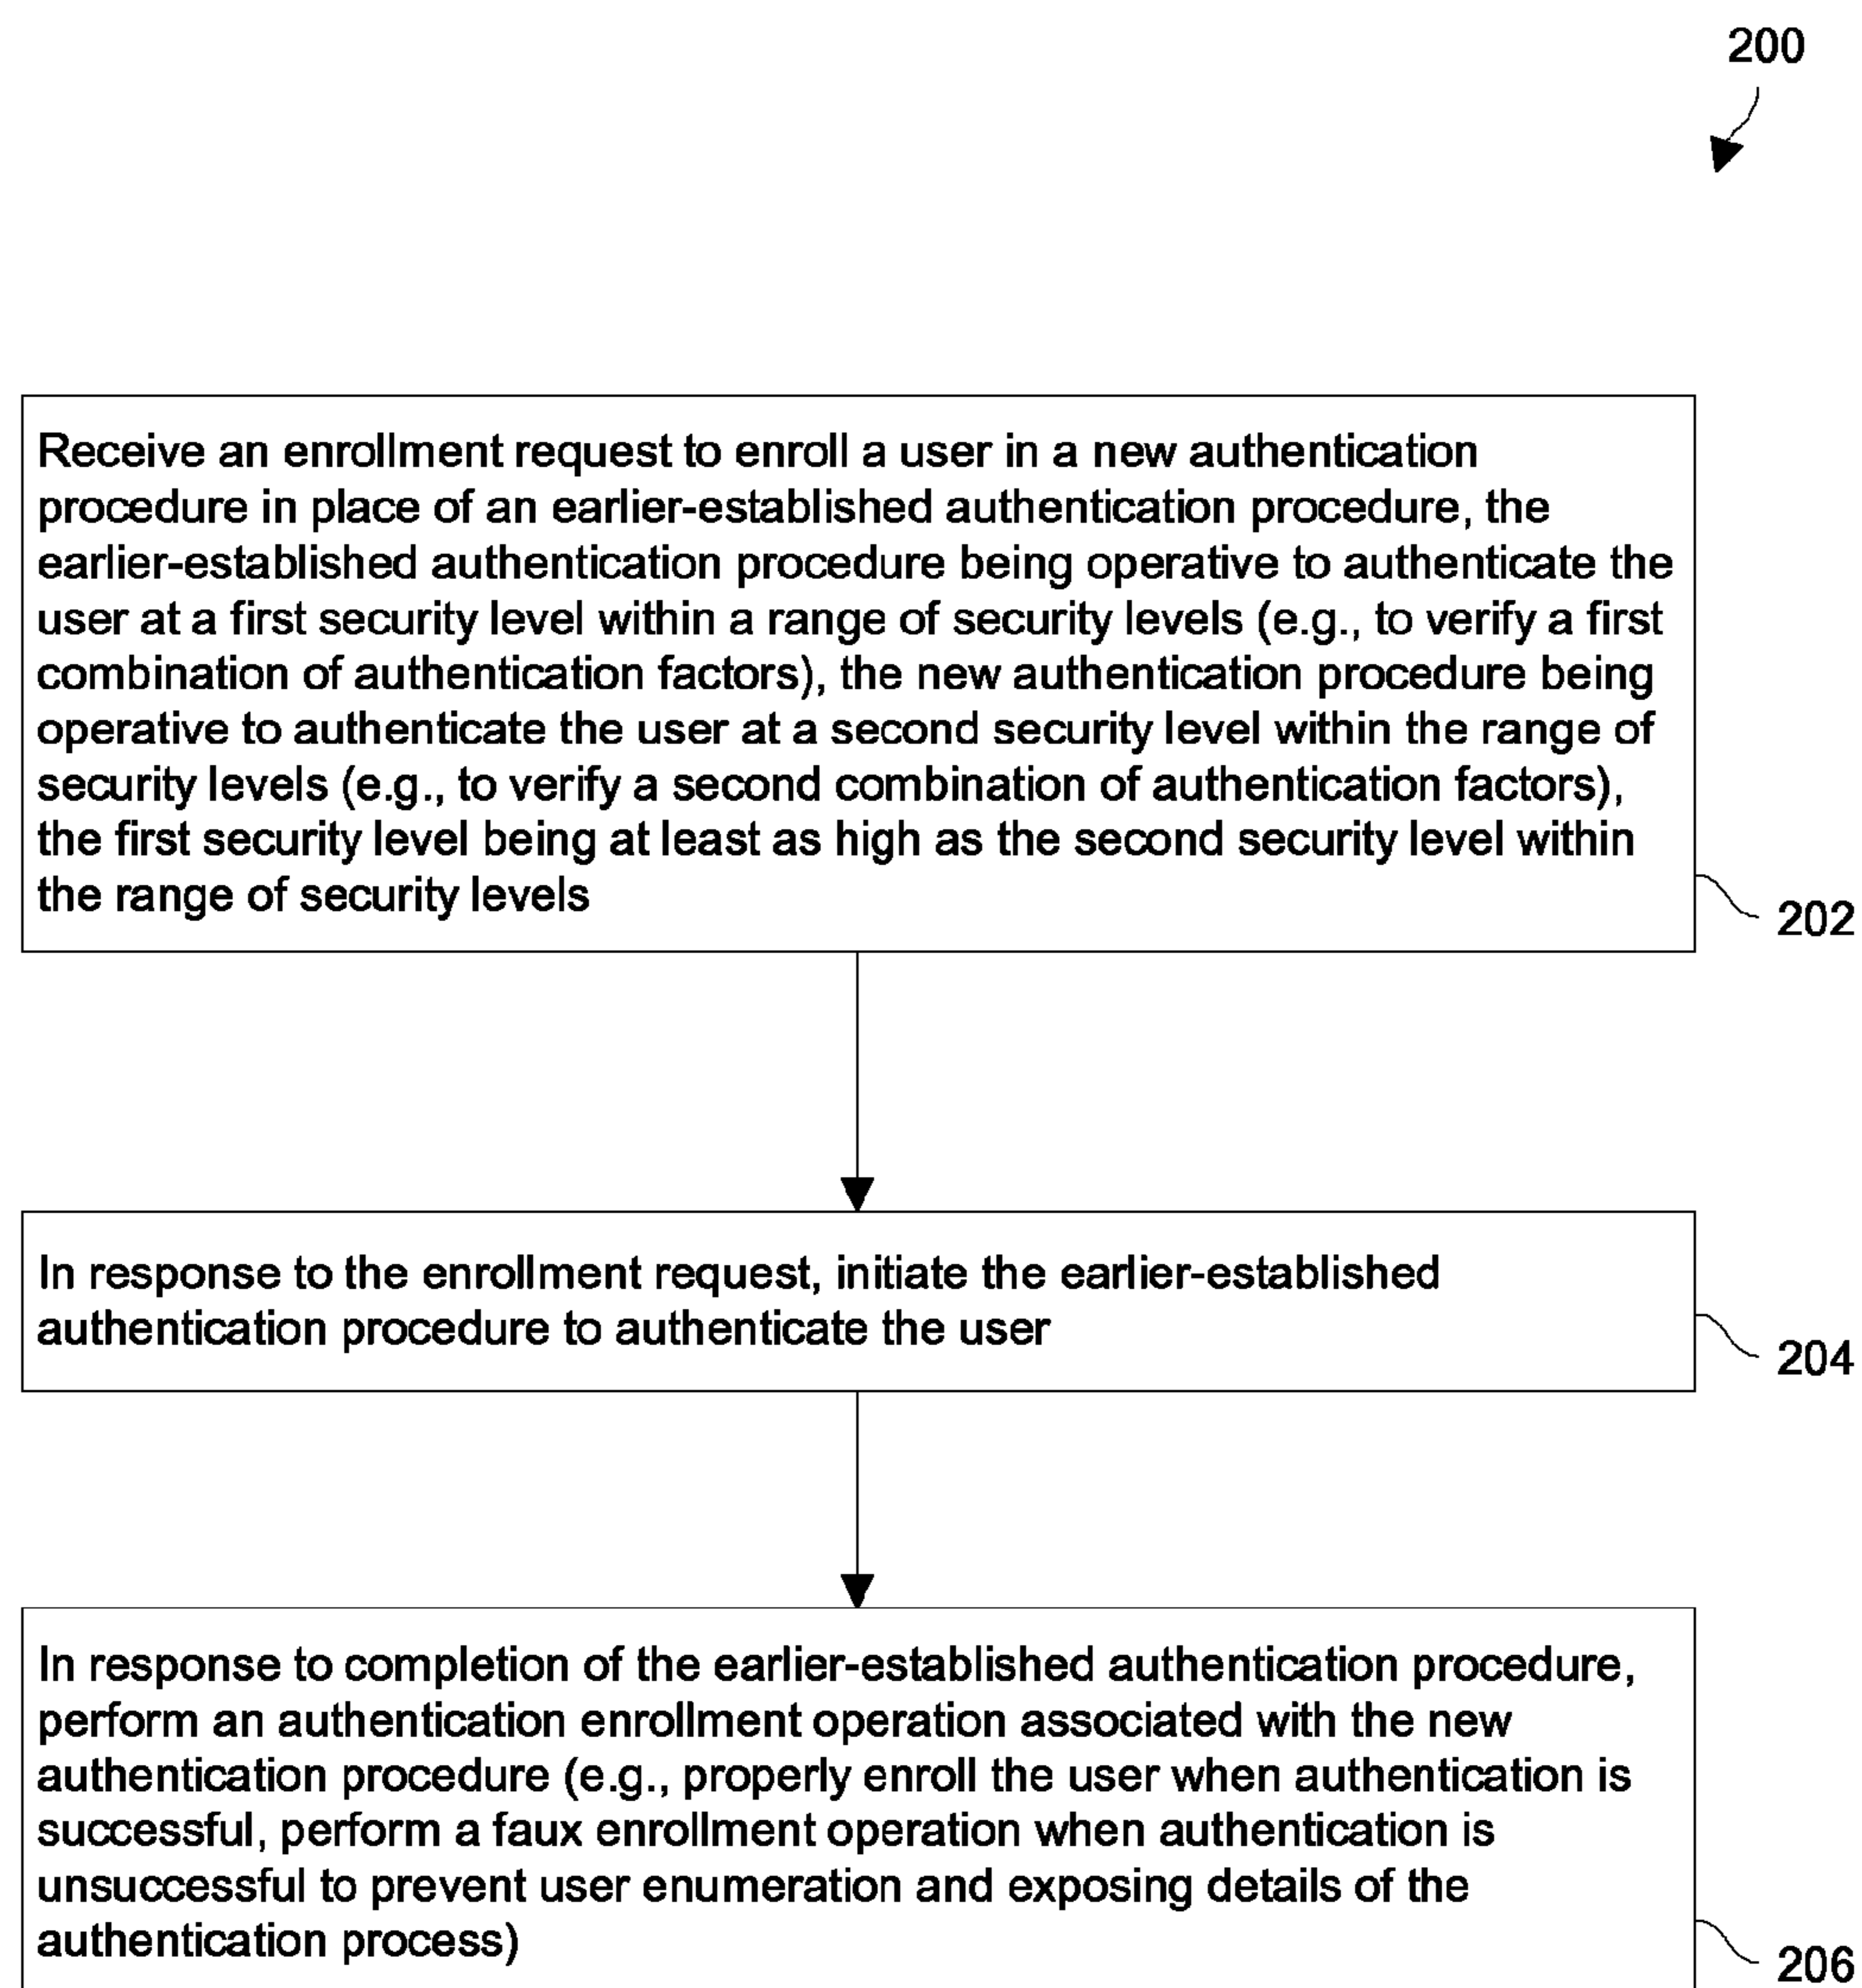 200
Receive an enrollment request to enroll a user in a new authentication
procedure in place of an earlier-established authentication procedure, the
earlier-established authentication procedure being operative to authenticate the
user at a first security level within a range of security levels (e.g., to verify a first
combination of authentication factors), the new authentication procedure being
operative to authenticate the user at a second security level within the range of
security levels (e.g., to verify a second combination of authentication factors),
the first security level being at least as high as the second security level within
the range of security levels
202
In response to the enrollment request, initiate the earlier-established
authentication procedure to authenticate the user
204
In response to completion of the earlier-established authentication procedure,
perform an authentication enrollment operation associated with the new
authentication procedure (e.g., properly enroll the user when authentication is
successful, perform a faux enrollment operation when authentication is
unsuccessful to prevent user enumeration and exposing details of the
authentication process)
206